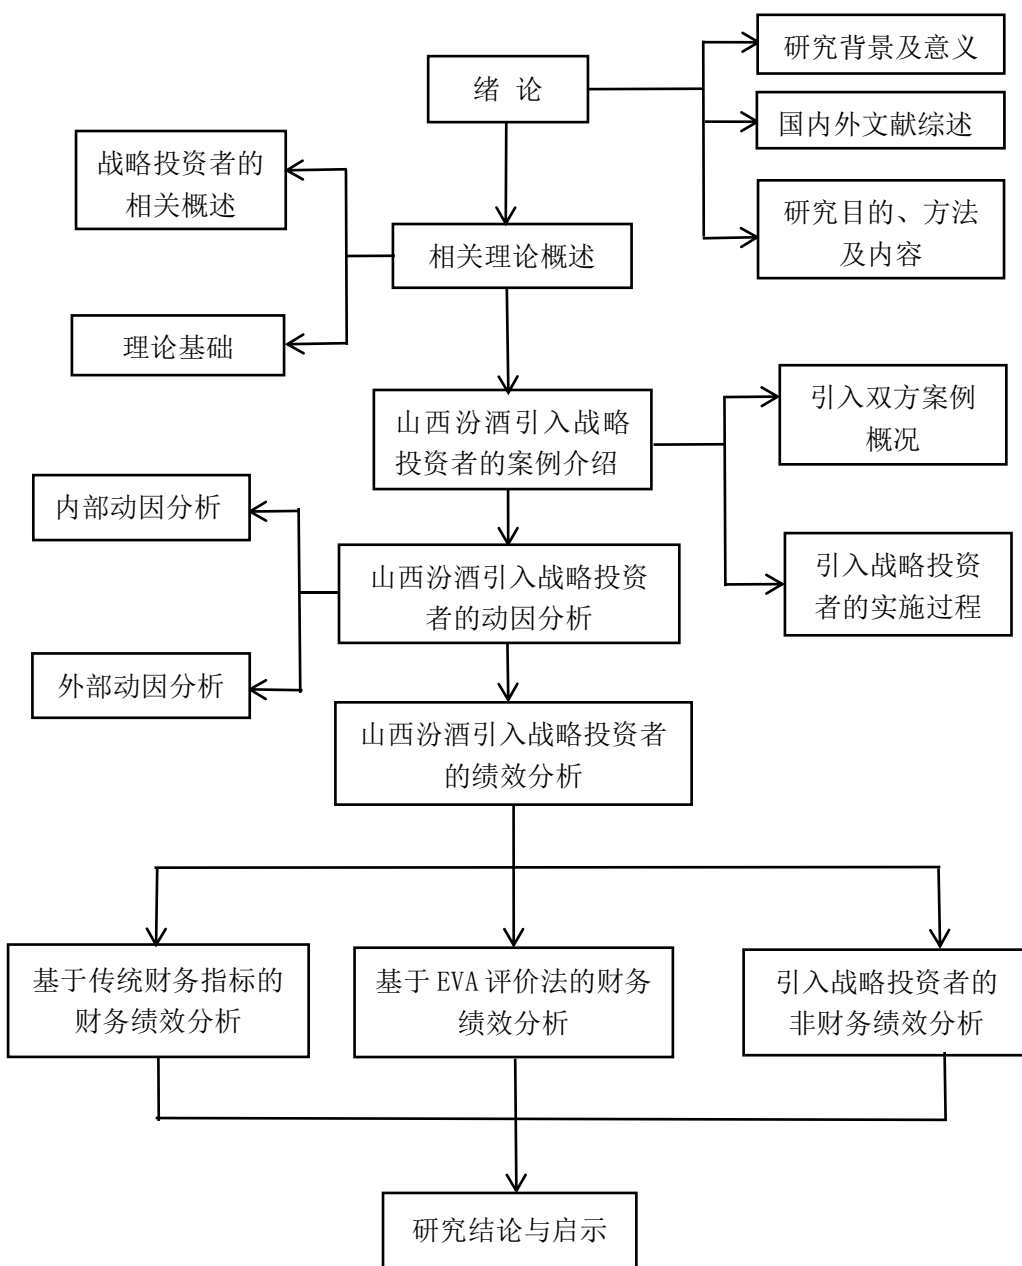 绪 论
研究背景及意义
国内外文献综述
研究目的、方法
及内容
战略投资者的
相关概述
相关理论概述
理论基础
山西汾酒引入战略
投资者的案例介绍
引入双方案例
概况
引入战略投资
者的实施过程
内部动因分析
山西汾酒引入战略投资
者的动因分析
外部动因分析
山西汾酒引入战略投资者
的绩效分析
基于传统财务指标的
财务绩效分析
基于 EVA 评价法的财务
绩效分析
引入战略投资者的
非财务绩效分析
研究结论与启示